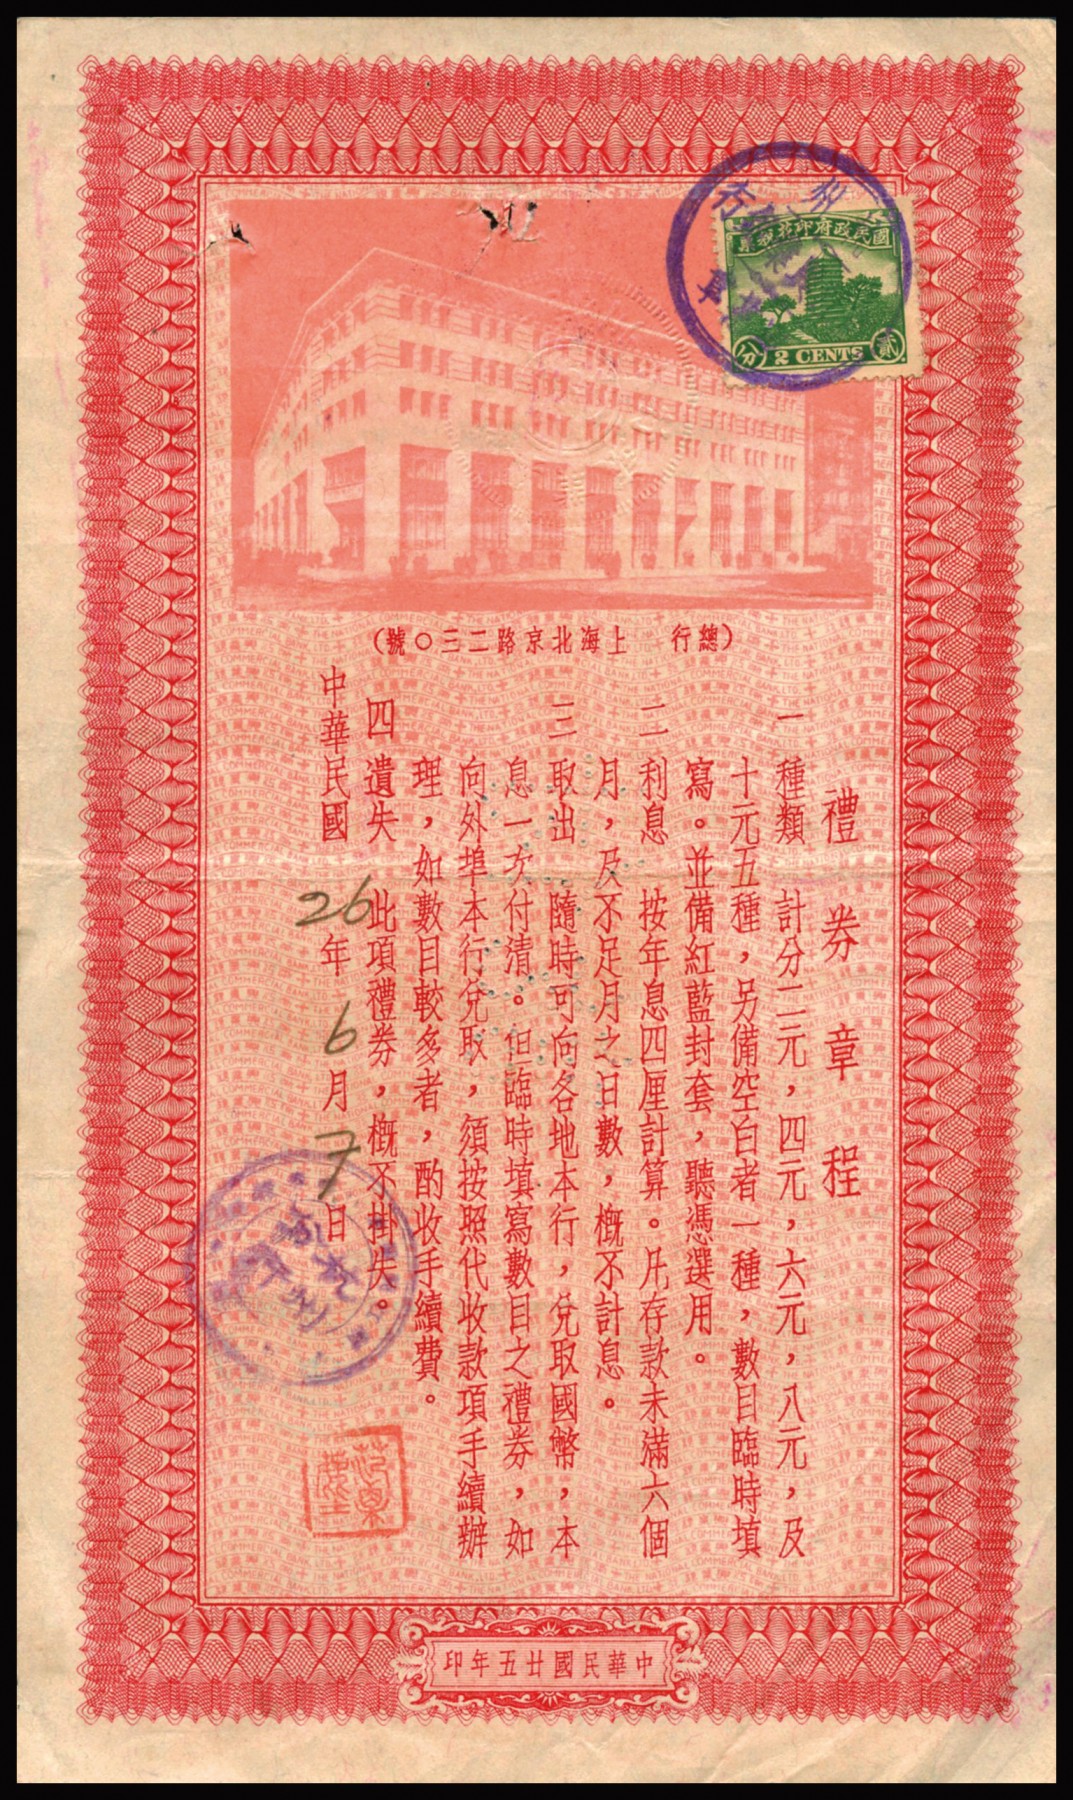 國民政府印花稅票
貳分
2 CENTS
（總行　上海北京路二三〇號）
禮券章程
一　種類　計分二元，四元，六元，八元，及
十元五種，另備空白者一種，數目臨時填
寫。並備紅藍封套，聽憑選用。
二　利息　按年息四厘計算。凡存款未滿六個
月，及不足月之日數，概不計息。
三　取出　隨時可向各地本行，兌取國幣，本
息一次付清。但臨時填寫數目之禮券，如
向外埠本行兌取，須按照代收款項手續辦
理，如數目較多者，酌收手續費。
四　遺失　此項禮券，概不掛失。
中華民國 26 年 6 月 7 日
中華民國廿五年印